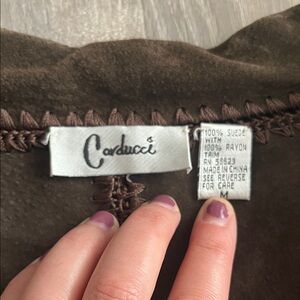 Carducci
100% SUEDE
WITH
100% RAYON
TRIM
RN 58623
MADE IN CHINA
SEE REVERSE
FOR CARE
M